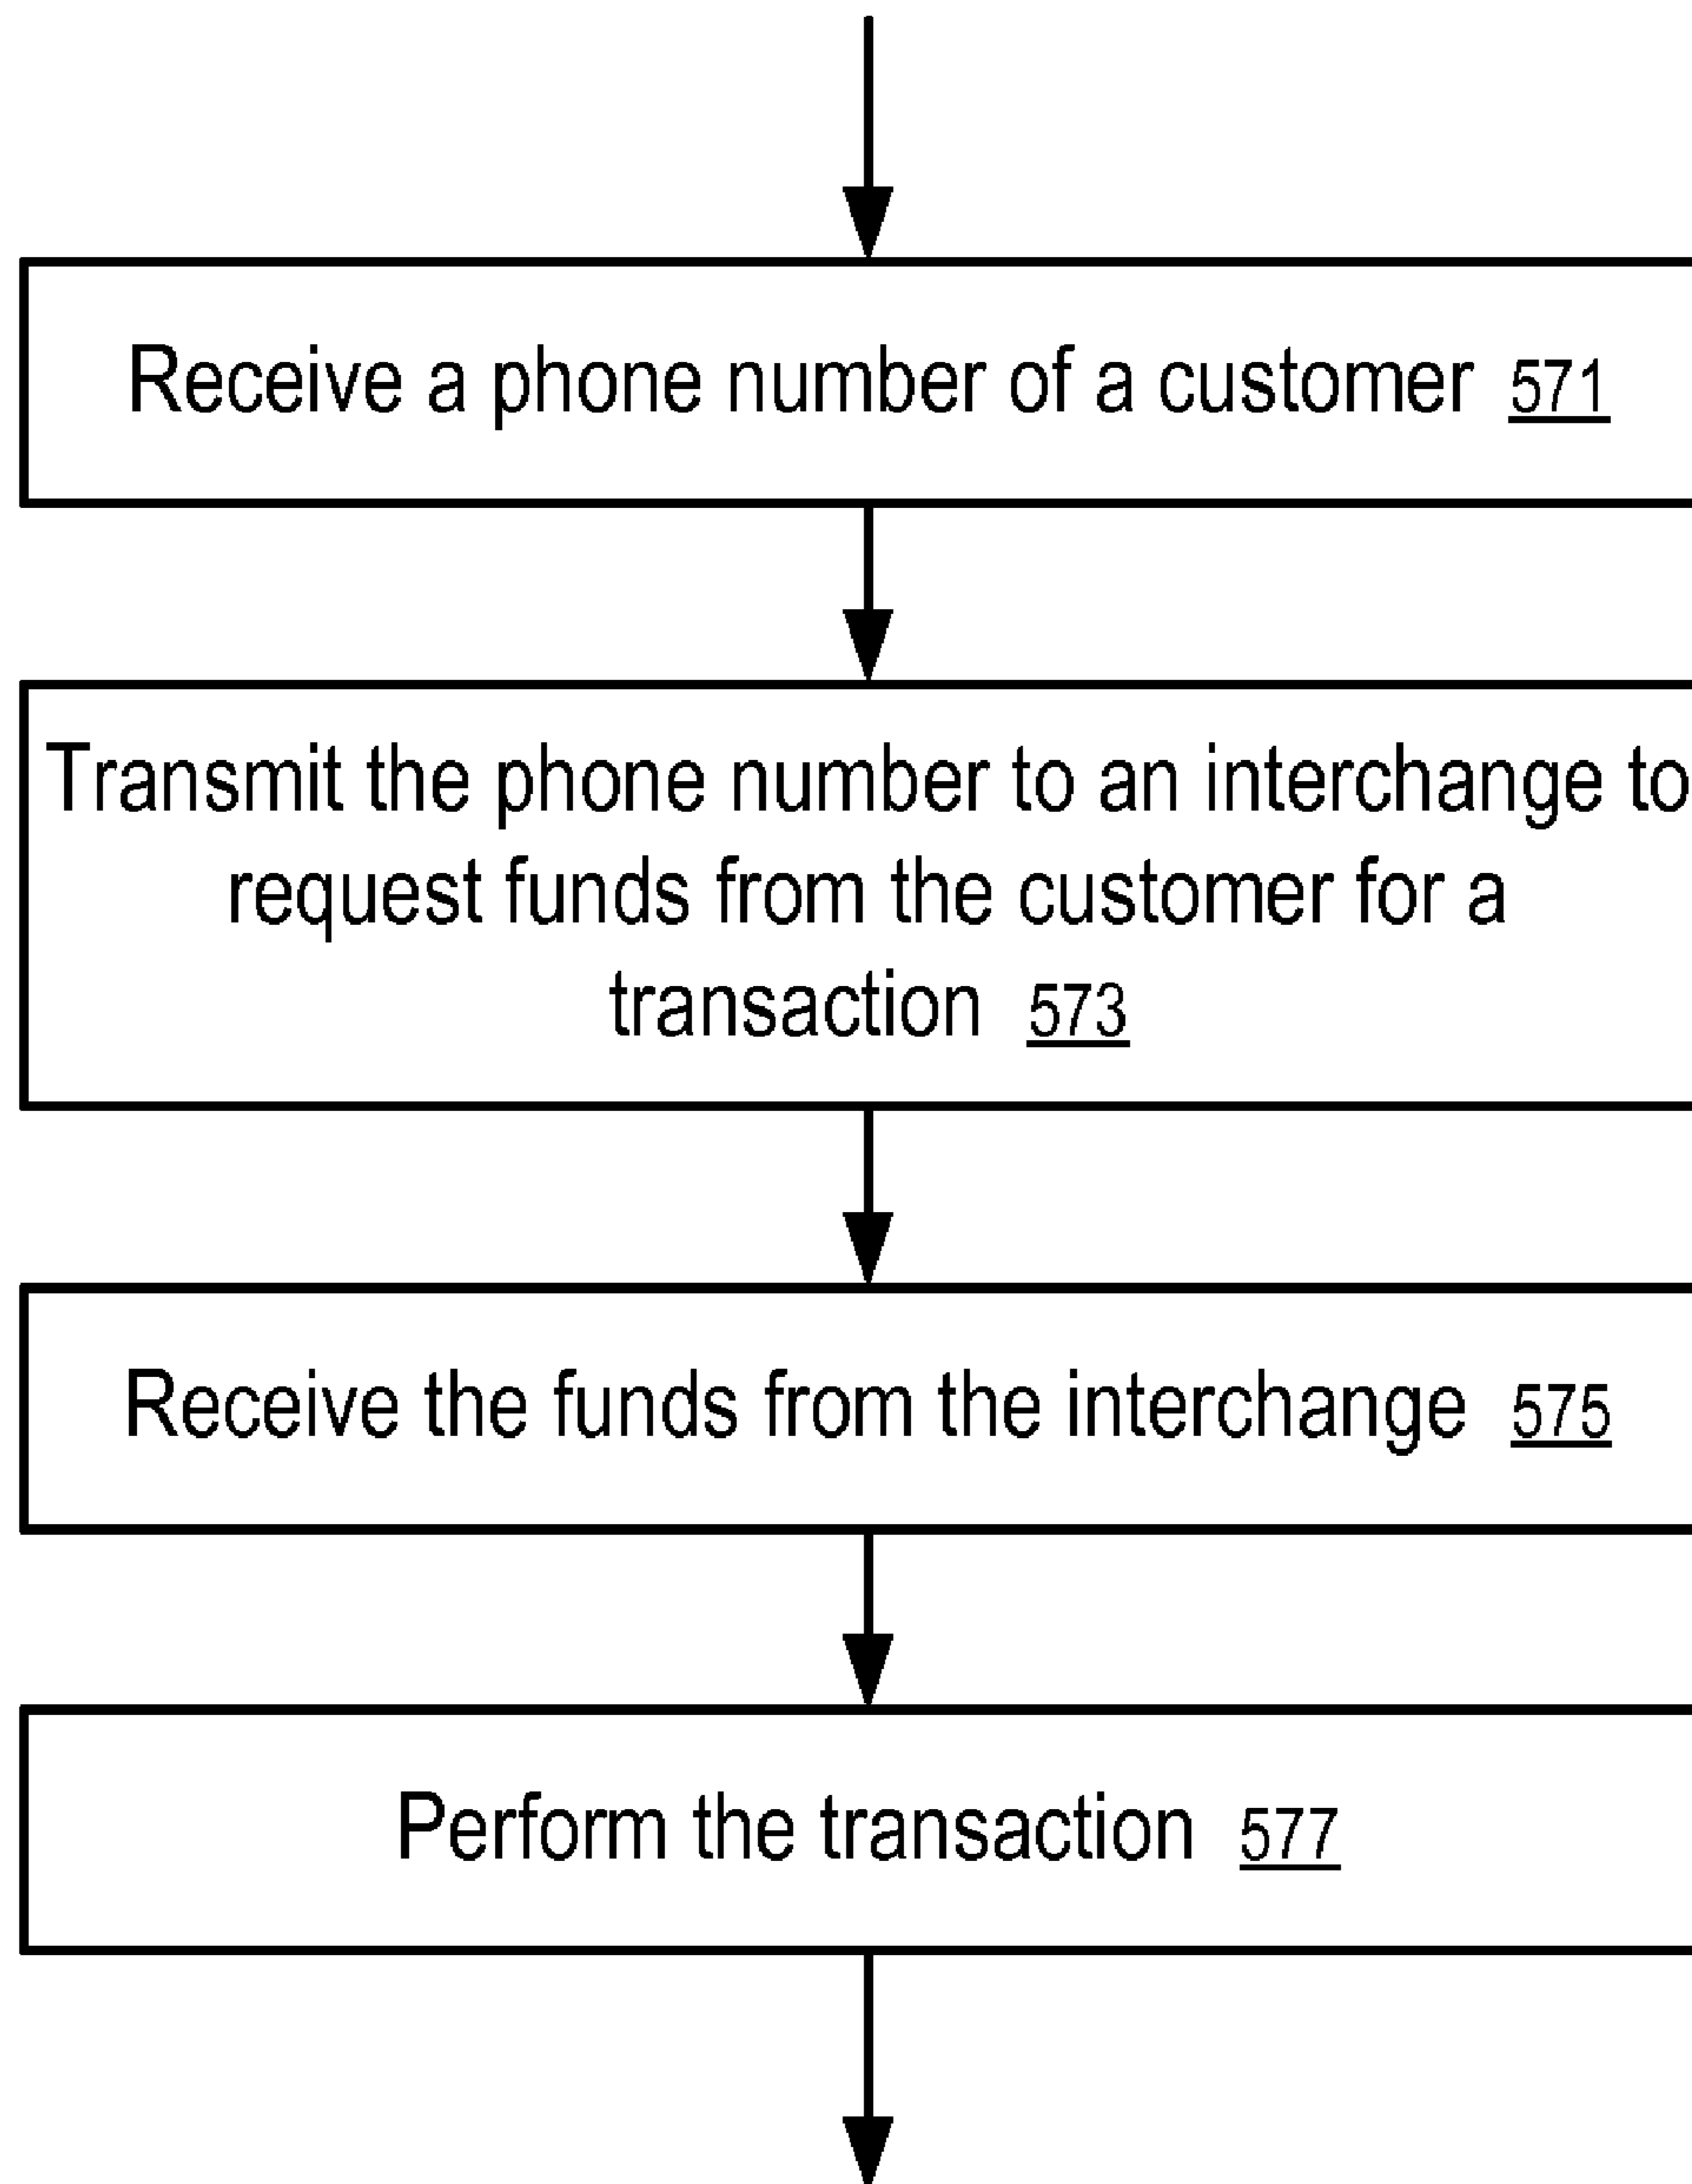 Receive a phone number of a customer 571
Transmit the phone number to an interchange to
request funds from the customer for a
transaction 573
Receive the funds from the interchange 575
Perform the transaction 577